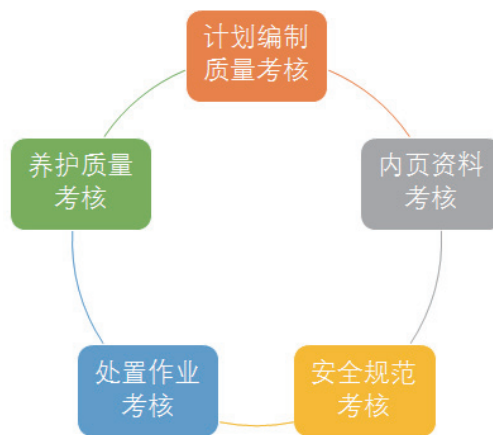 计划编制
质量考核
内页资料
考核
安全规范
考核
处置作业
考核
养护质量
考核